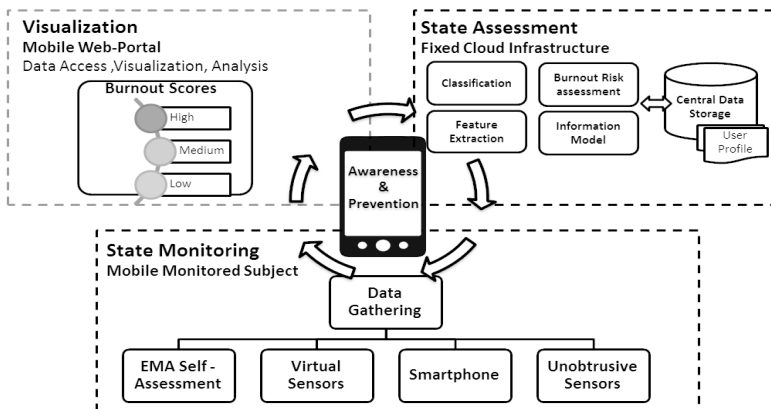 Visualization
Mobile Web-Portal
Data Access ,Visualization, Analysis
Burnout Scores
High
Medium
Low
State Assessment
Fixed Cloud Infrastructure
Classification
Burnout Risk
assessment
Feature
Extraction
Information
Model
Central Data
Storage
User
Profile
Awareness
&
Prevention
State Monitoring
Mobile Monitored Subject
Data
Gathering
EMA Self -
Assessment
Virtual
Sensors
Smartphone
Unobtrusive
Sensors